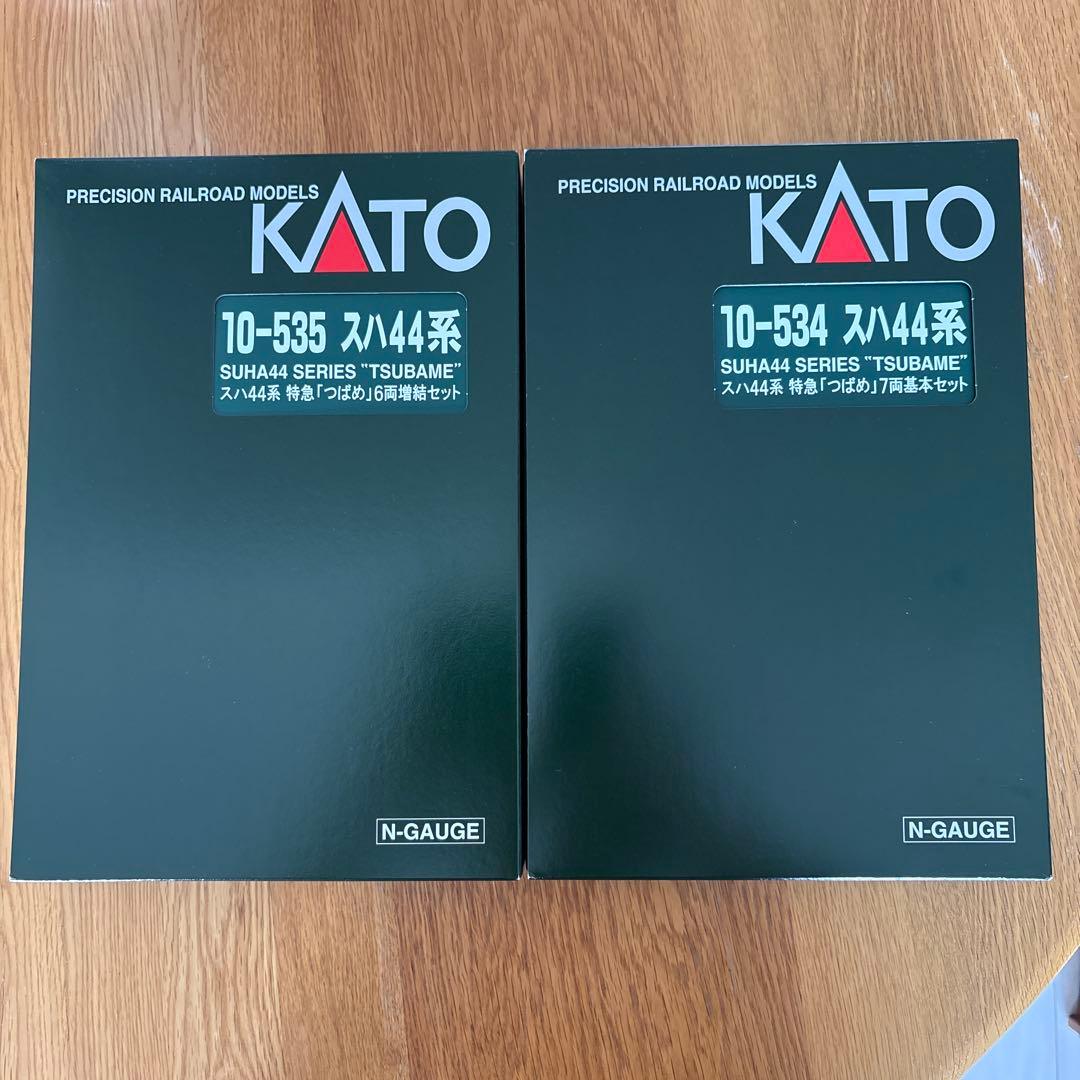 PRECISION RAILROAD MODELS
KATO
10-535 スハ44系
SUHA44 SERIES "TSUBAME"
スハ44系 特急「つばめ」6両増結セット
N-GAUGE
PRECISION RAILROAD MODELS
KATO
10-534 スハ44系
SUHA44 SERIES "TSUBAME"
スハ44系 特急「つばめ」7両基本セット
N-GAUGE